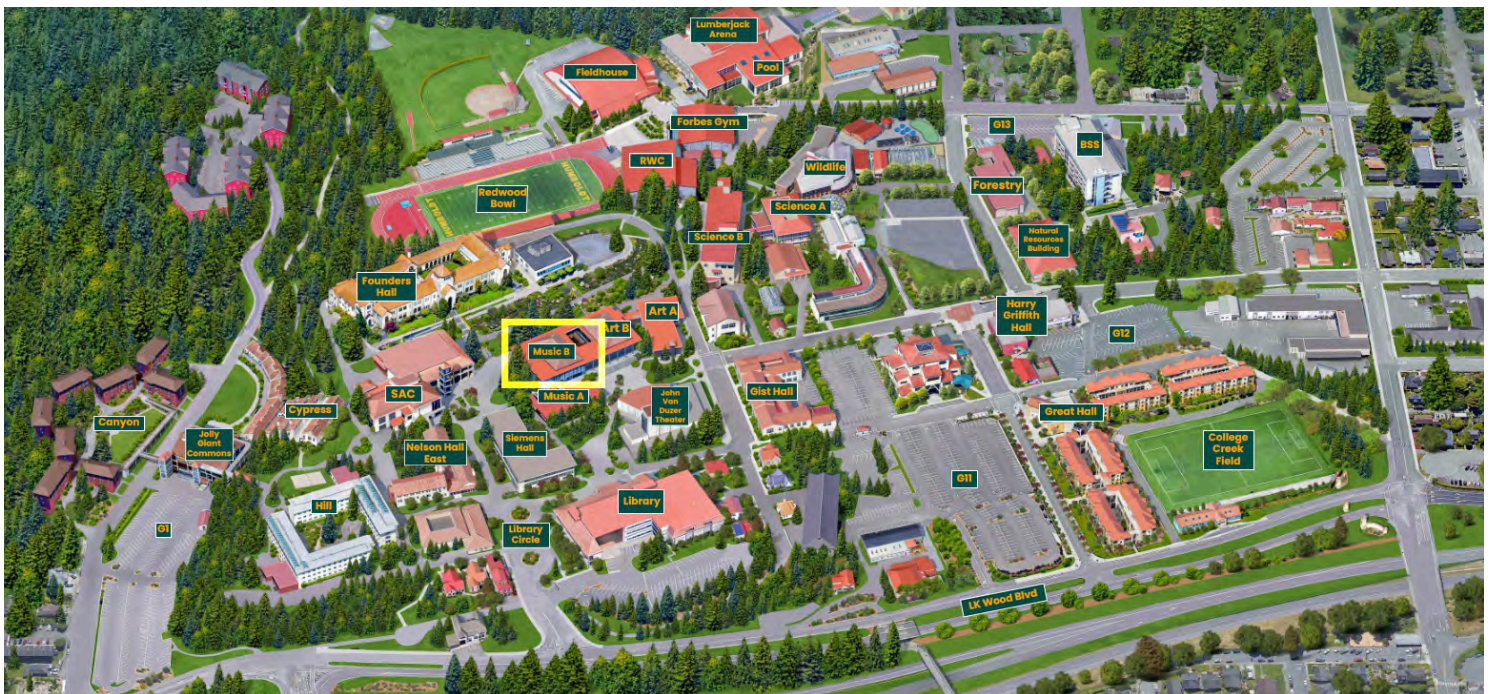 Lumberjack
Arena
Pool
Fieldhouse
Forbes Gym
G13
BSS
RWC
Wildlife
Redwood
Bowl
HUMBOLDT
LUMBERJACKS
Forestry
Science A
Science B
Natural
Resources
Building
Founders
Hall
Art A
Art B
Harry
Griffith
Hall
G12
Music B
Music A
SAC
John
Van
Duzer
Theater
Gist Hall
Great Hall
Cypress
Canyon
Jolly
Giant
Commons
Nelson Hall
East
Siemens
Hall
College
Creek
Field
G11
Library
Hill
G1
Library
Circle
LK Wood Blvd